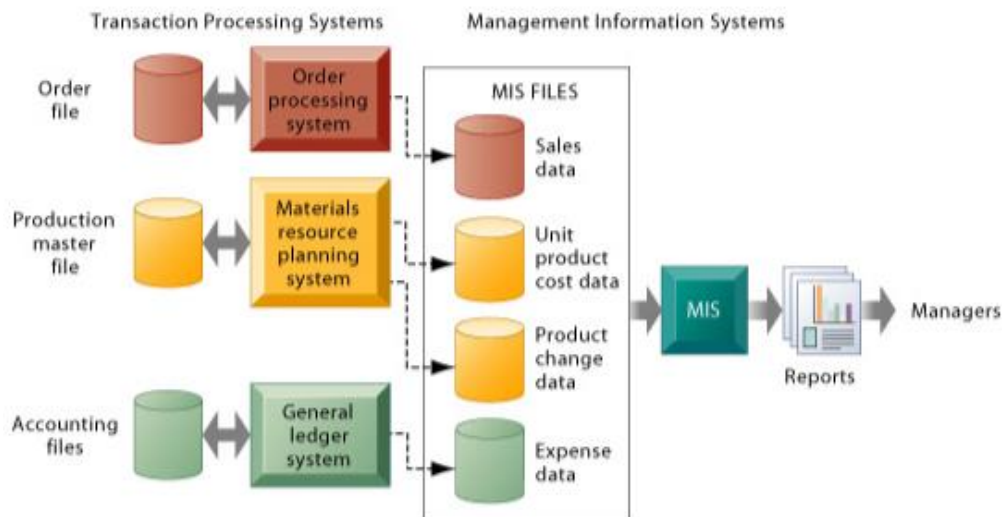 Transaction Processing Systems
Management Information Systems
Order
file
Order
processing
system
MIS FILES
Sales
data
Production
master
file
Materials
resource
planning
system
Unit
product
cost data
Product
change
data
MIS
Reports
Managers
Accounting
files
General
ledger
system
Expense
data